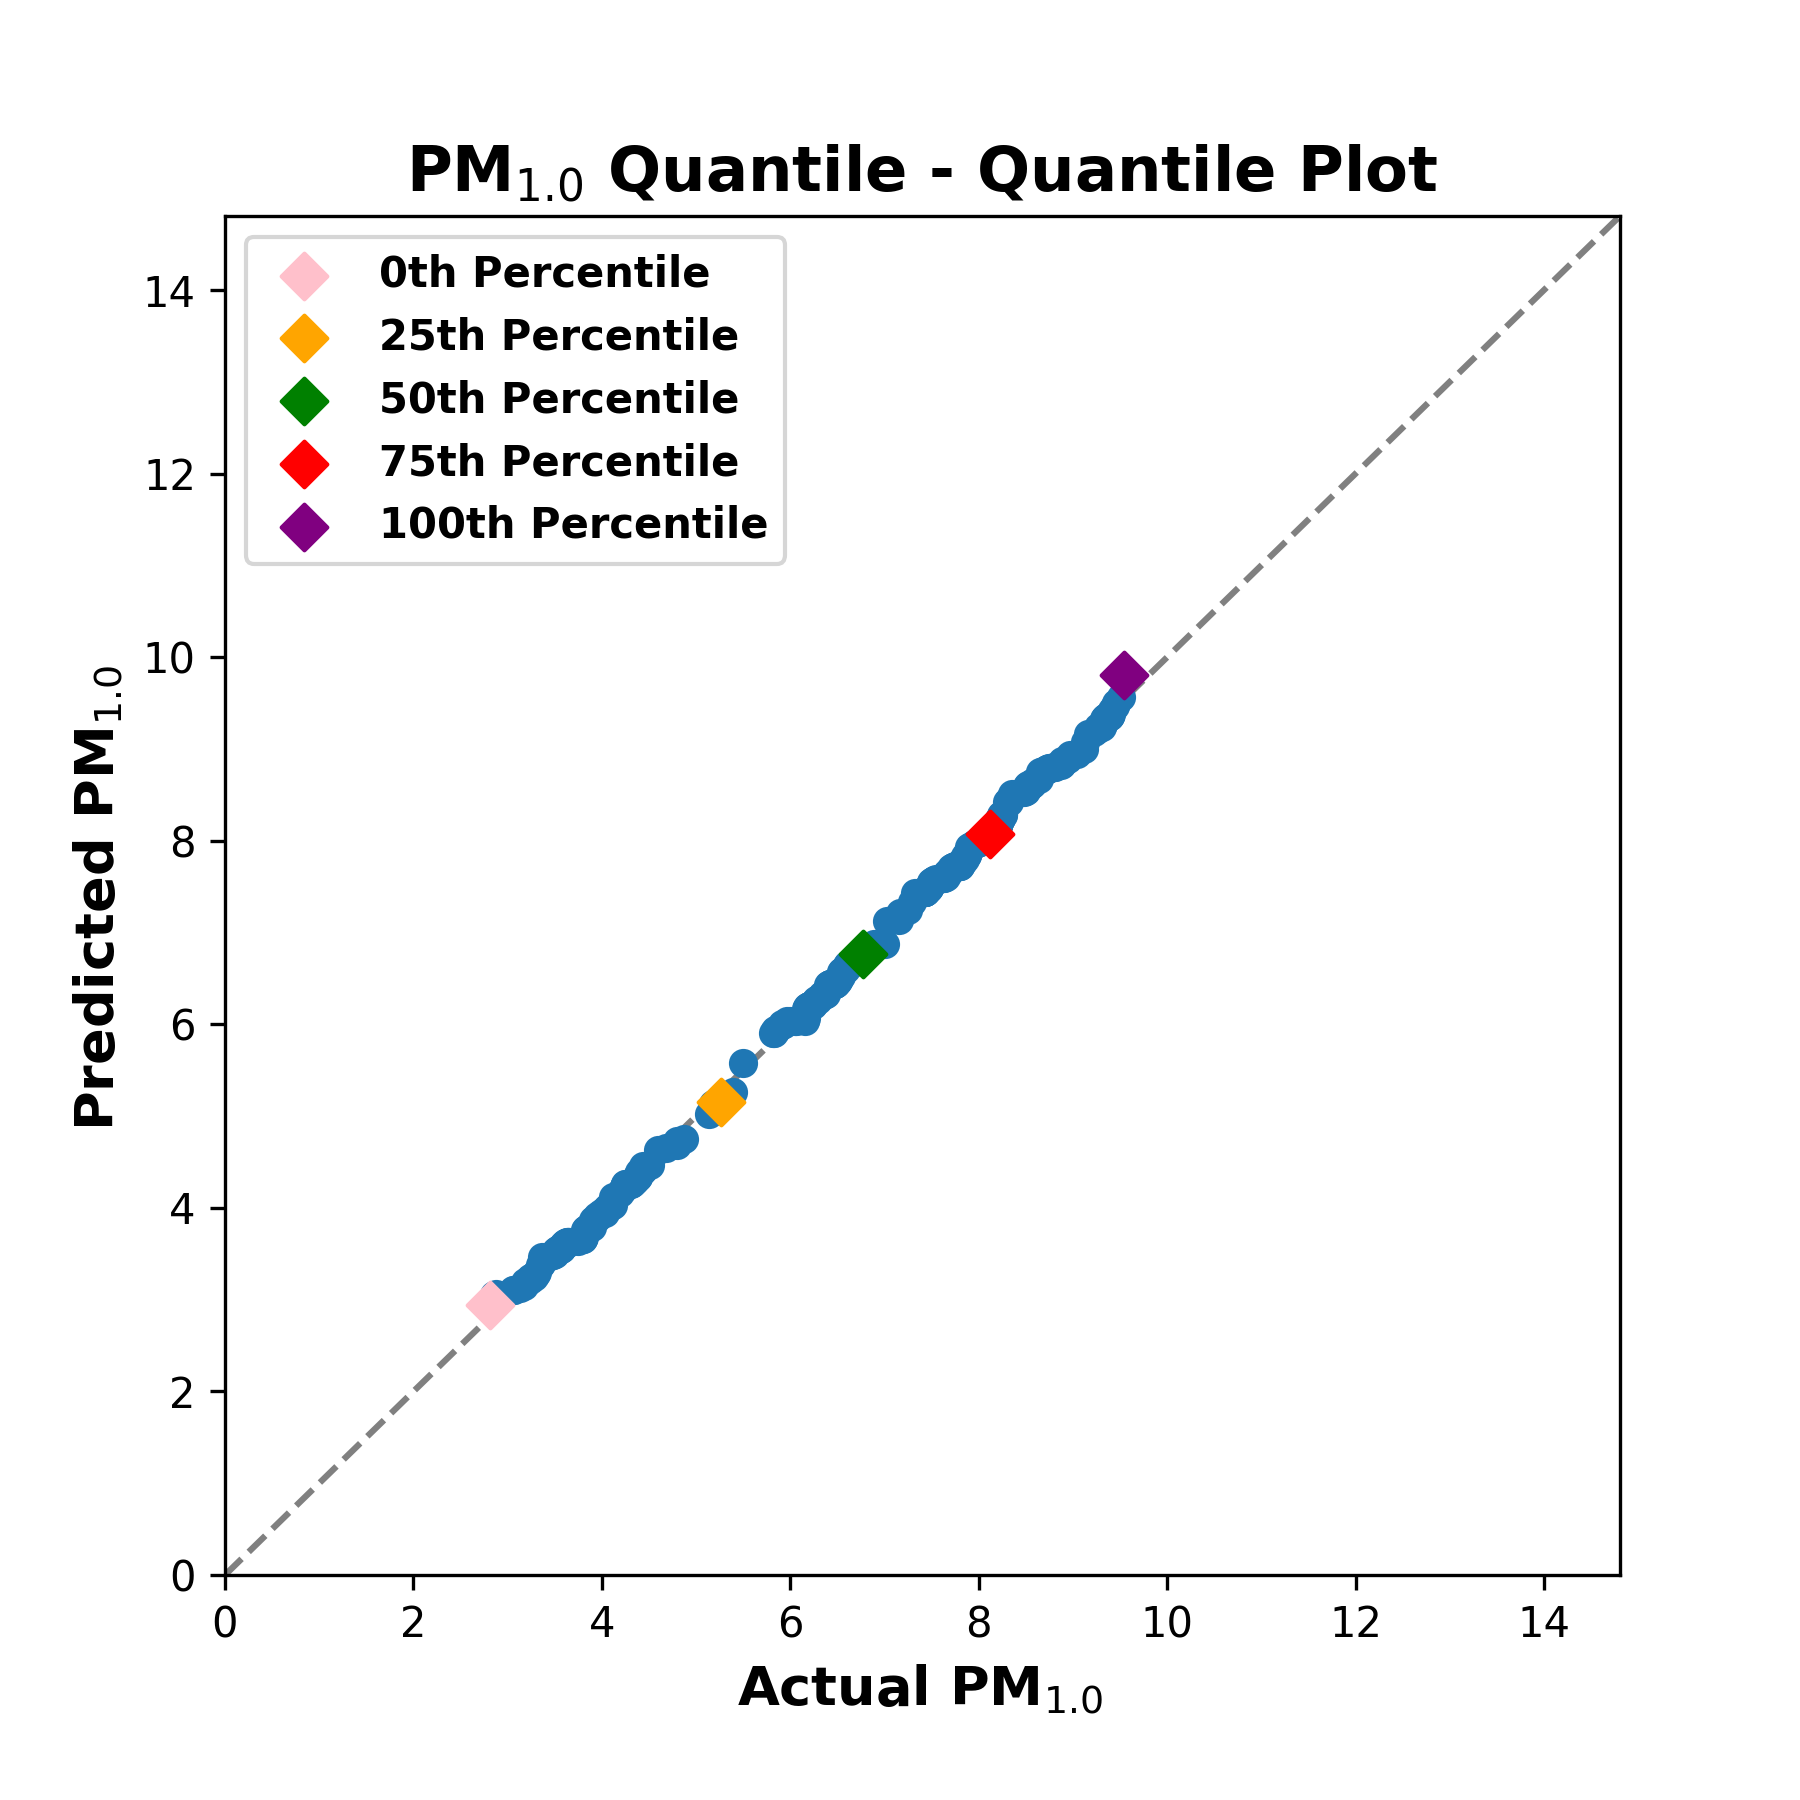 PM1.0 Quantile - Quantile Plot
0th Percentile
25th Percentile
50th Percentile
75th Percentile
100th Percentile
14
12
10
8
6
4
2
0
Predicted PM1.0
0 2 4 6 8 10 12 14
Actual PM1.0